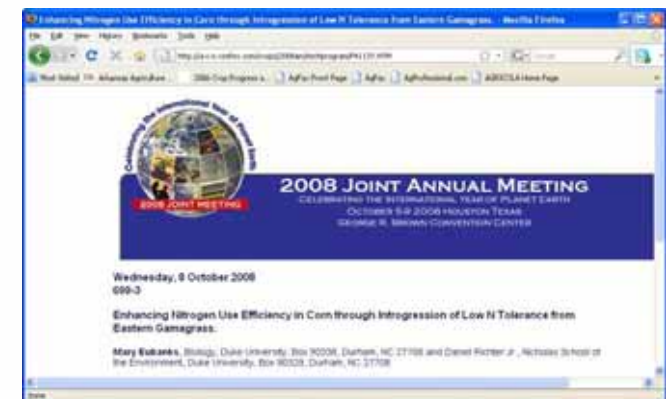 Enhancing Nitrogen Use Efficiency in Corn through Introgression of Low N Tolerance from Eastern Gamagrass. - Mozilla Firefox
File Edit View History Bookmarks Tools Help
Most Visited
AgFax Front Page AgFax AgProfessional.com AGRICOLA Home Page
Celebrating the International Year of Planet Earth
2008 JOINT MEETING
2008 JOINT ANNUAL MEETING
CELEBRATING THE INTERNATIONAL YEAR OF PLANET EARTH
OCTOBER 5-9 2008 HOUSTON TEXAS
GEORGE R. BROWN CONVENTION CENTER
Wednesday, 8 October 2008
699-3
Enhancing Nitrogen Use Efficiency in Corn through Introgression of Low N Tolerance from
Eastern Gamagrass.
Mary Eubanks, Biology, Duke University, Box 90338, Durham, NC 27708 and Daniel Richter Jr., Nicholas School of
the Environment, Duke University, Box 90328, Durham, NC 27708
Done